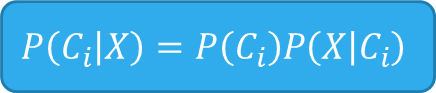 P(C_i|X) = P(C_i)P(X|C_i)